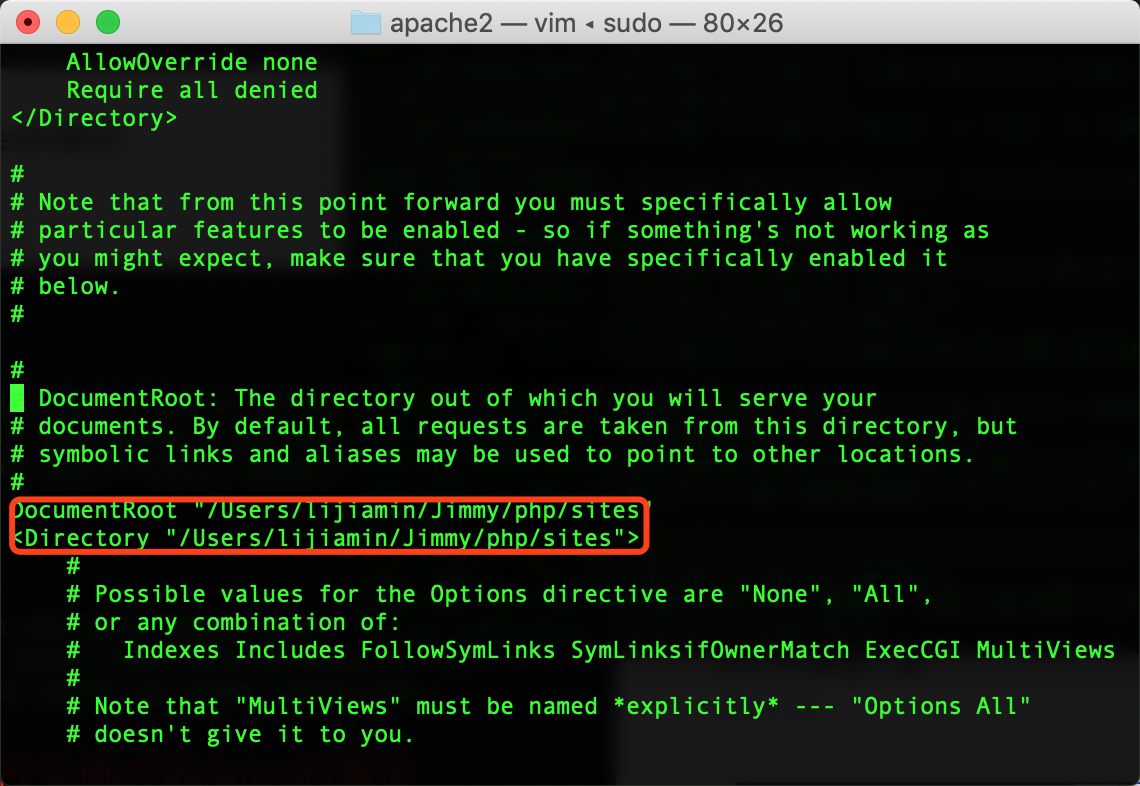 apache2 — vim ◂ sudo — 80×26
    AllowOverride none
    Require all denied
</Directory>
#
# Note that from this point forward you must specifically allow
# particular features to be enabled - so if something's not working as
# you might expect, make sure that you have specifically enabled it
# below.
#
#
  DocumentRoot: The directory out of which you will serve your
# documents. By default, all requests are taken from this directory, but
# symbolic links and aliases may be used to point to other locations.
#
DocumentRoot "/Users/lijiamin/Jimmy/php/sites"
<Directory "/Users/lijiamin/Jimmy/php/sites">
    #
    # Possible values for the Options directive are "None", "All",
    # or any combination of:
    #   Indexes Includes FollowSymLinks SymLinksifOwnerMatch ExecCGI MultiViews
    #
    # Note that "MultiViews" must be named *explicitly* --- "Options All"
    # doesn't give it to you.